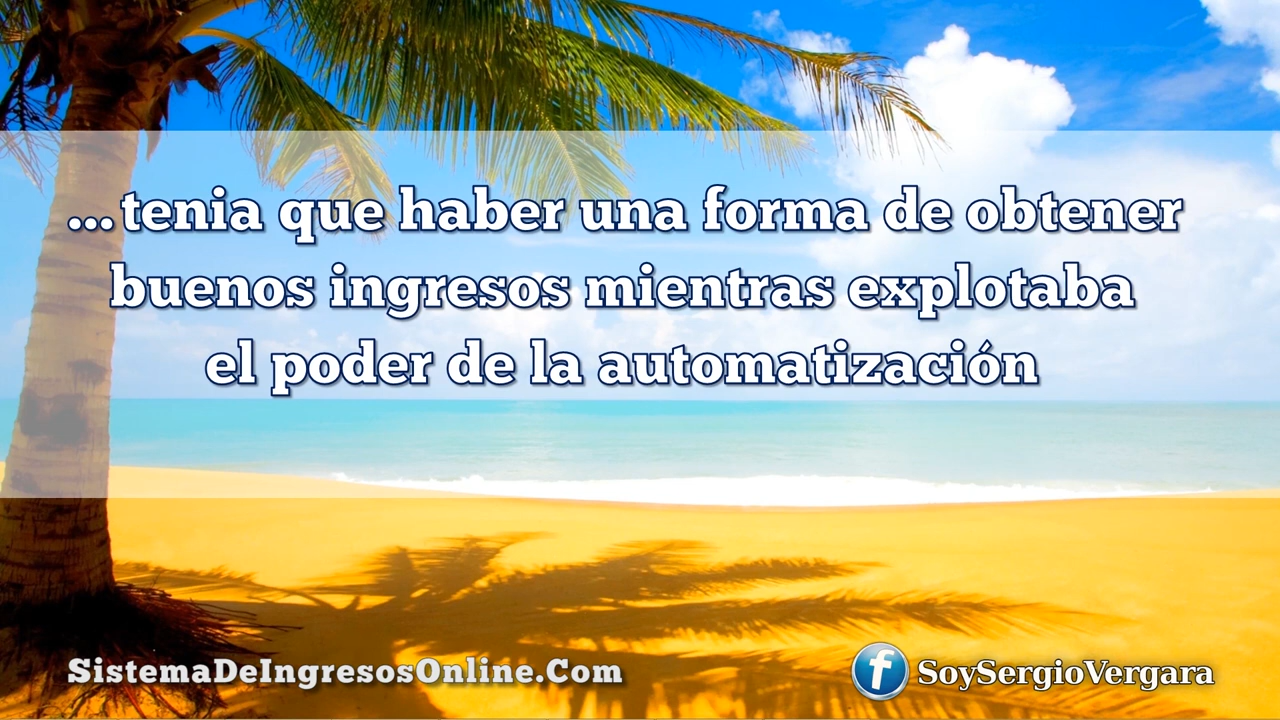 ...tenia que haber una forma de obtener
buenos ingresos mientras explotaba
el poder de la automatización
SistemaDeIngresosOnline.Com
f SoySergioVergara